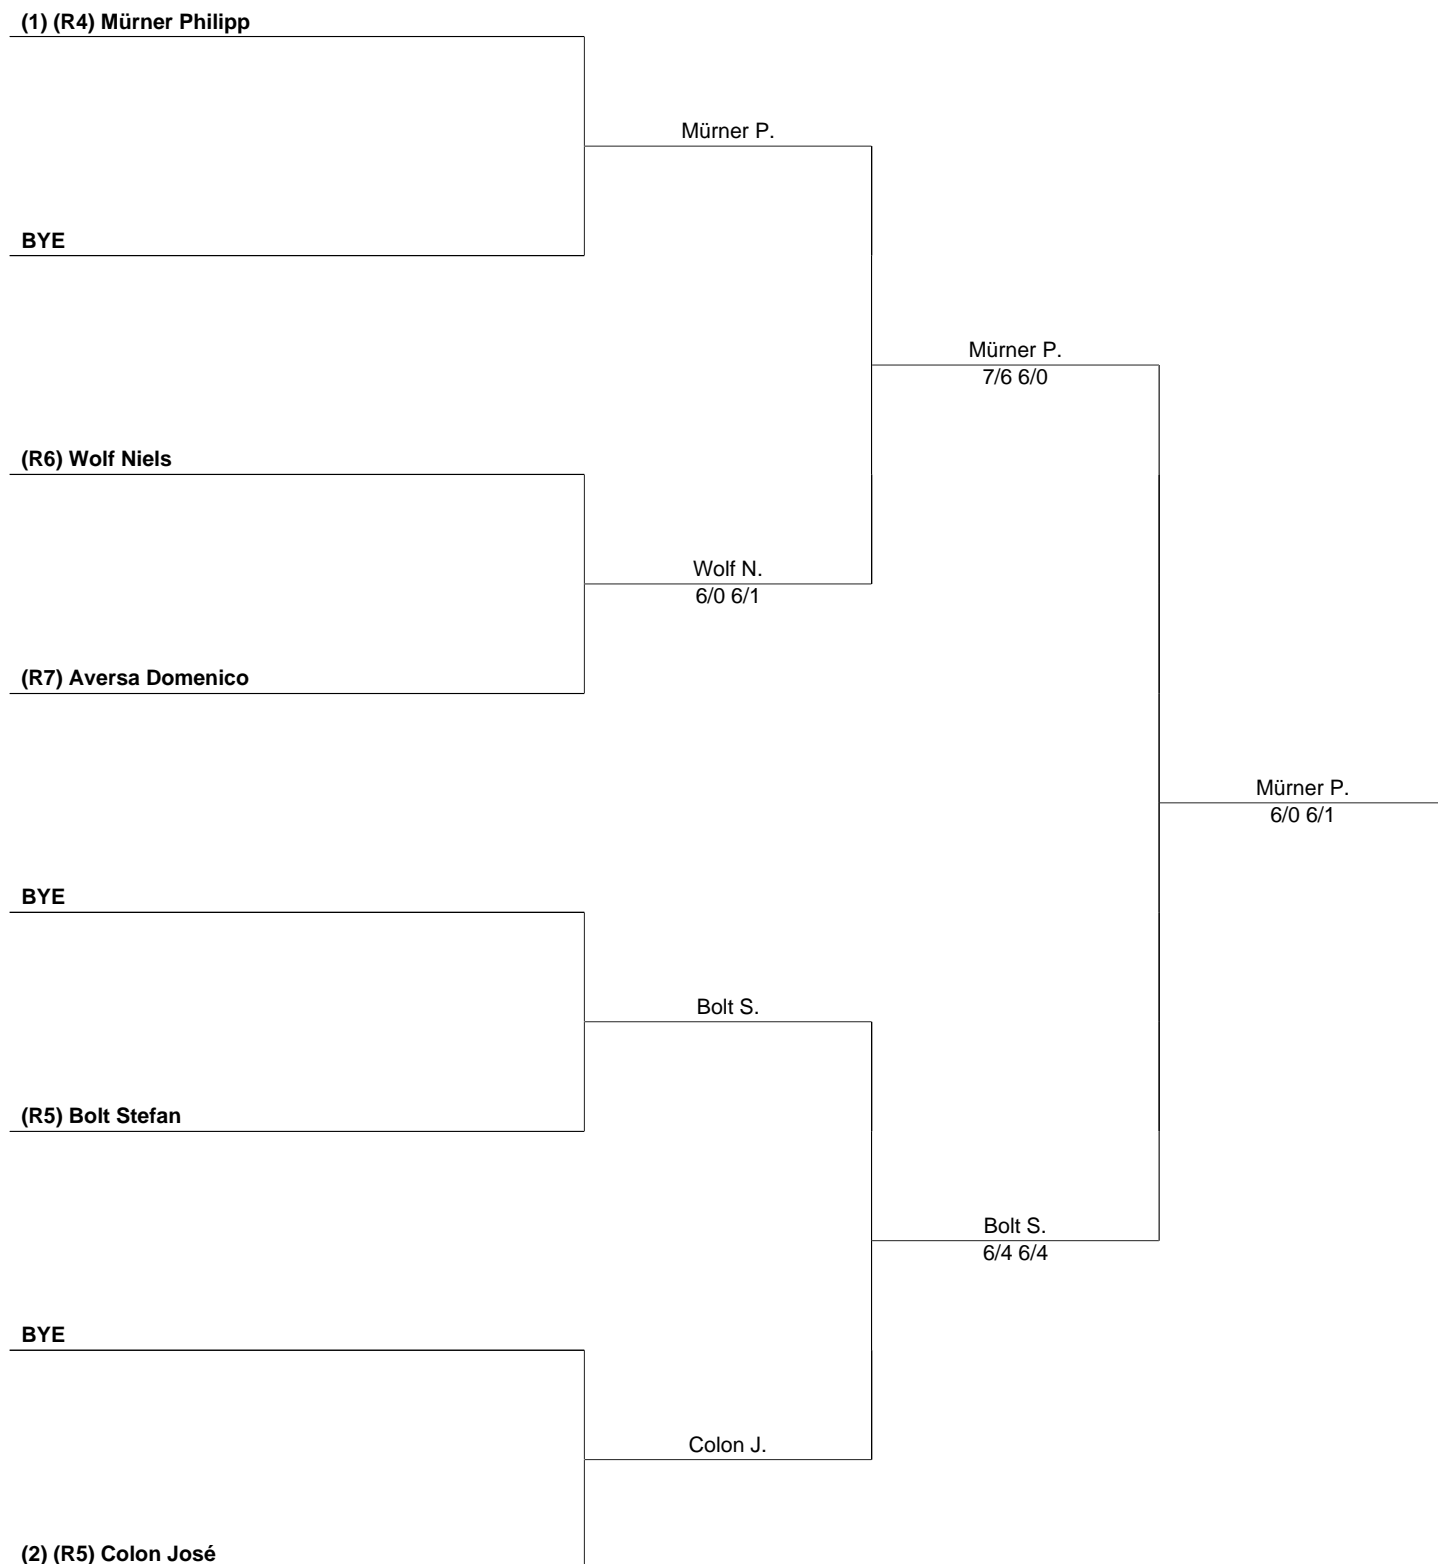 (1) (R4) Mürner Philipp
Mürner P.
BYE
Mürner P.
7/6 6/0
(R6) Wolf Niels
Wolf N.
6/0 6/1
(R7) Aversa Domenico
Mürner P.
6/0 6/1
BYE
Bolt S.
(R5) Bolt Stefan
Bolt S.
6/4 6/4
BYE
Colon J.
(2) (R5) Colon José